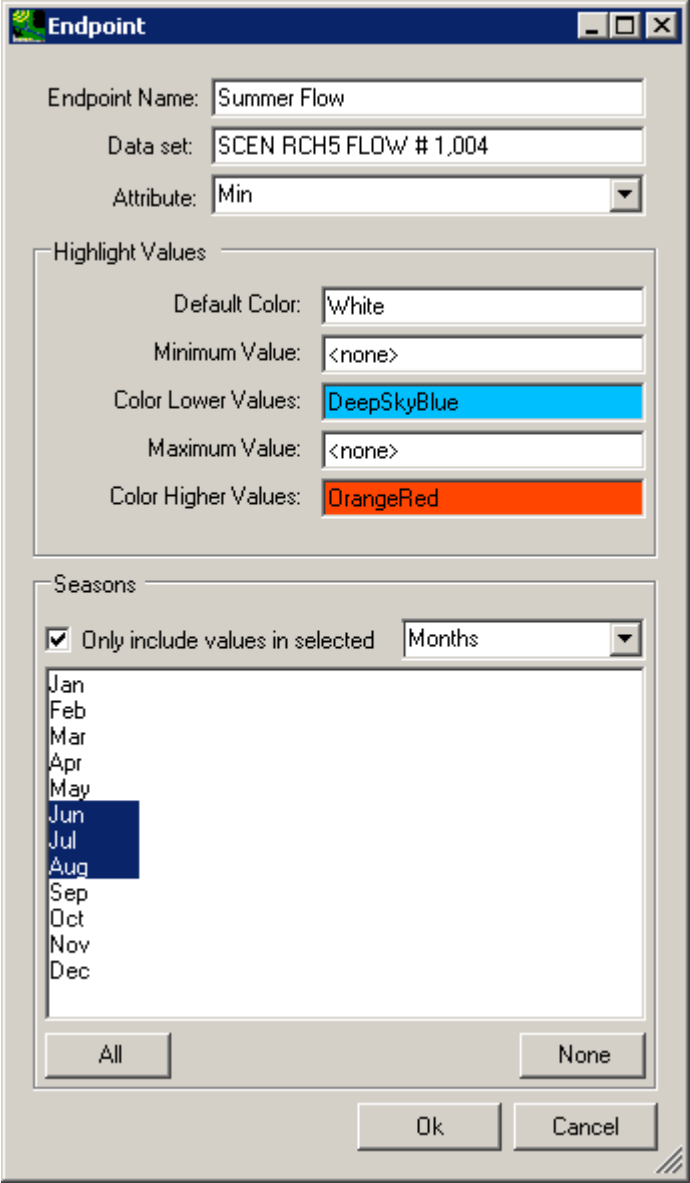 Endpoint
Endpoint Name: Summer Flow
Data set: SCEN RCH5 FLOW # 1,004
Attribute: Min
Highlight Values
Default Color: White
Minimum Value: <none>
Color Lower Values: DeepSkyBlue
Maximum Value: <none>
Color Higher Values: OrangeRed
Seasons
Only include values in selected Months
Jan
Feb
Mar
Apr
May
Jun
Jul
Aug
Sep
Oct
Nov
Dec
All None
Ok Cancel